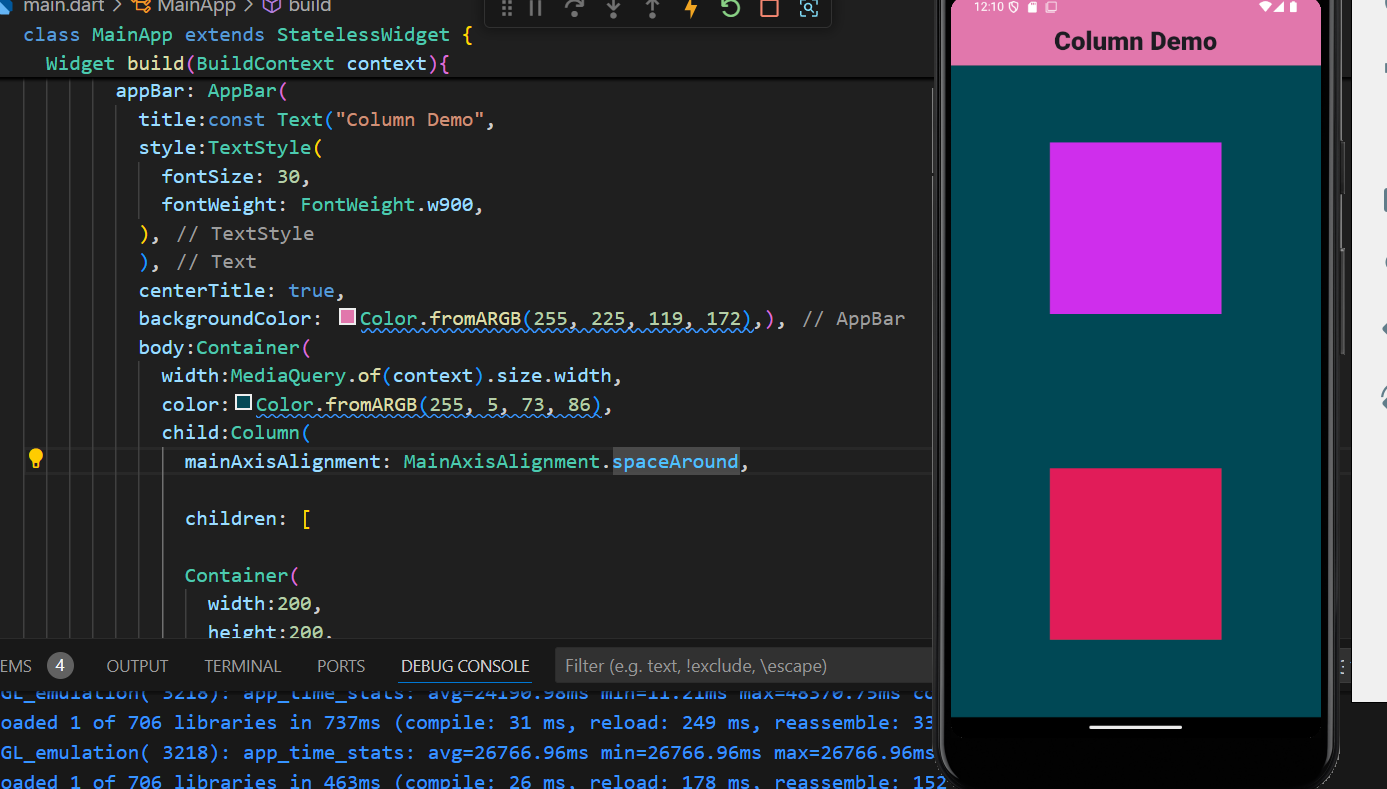 main.dart > MainApp > build
class MainApp extends StatelessWidget {
Widget build(BuildContext context){
appBar: AppBar(
title:const Text("Column Demo",
style:TextStyle(
fontSize: 30,
fontWeight: FontWeight.w900,
), // TextStyle
), // Text
centerTitle: true,
backgroundColor: Color.fromARGB(255, 225, 119, 172),), // AppBar
body:Container(
width:MediaQuery.of(context).size.width,
color:Color.fromARGB(255, 5, 73, 86),
child:Column(
mainAxisAlignment: MainAxisAlignment.spaceAround,
children: [
Container(
width:200,
height:200,
EMS 4 OUTPUT TERMINAL PORTS DEBUG CONSOLE Filter (e.g. text, !exclude, \escape)
GL_emulation( 3218): app_time_stats: avg=24190.98ms min=11.21ms max=48370.75ms co
oaded 1 of 706 libraries in 737ms (compile: 31 ms, reload: 249 ms, reassemble: 33
GL_emulation( 3218): app_time_stats: avg=26766.96ms min=26766.96ms max=26766.96ms
oaded 1 of 706 libraries in 463ms (compile: 26 ms, reload: 178 ms, reassemble: 152
12:10
Column Demo